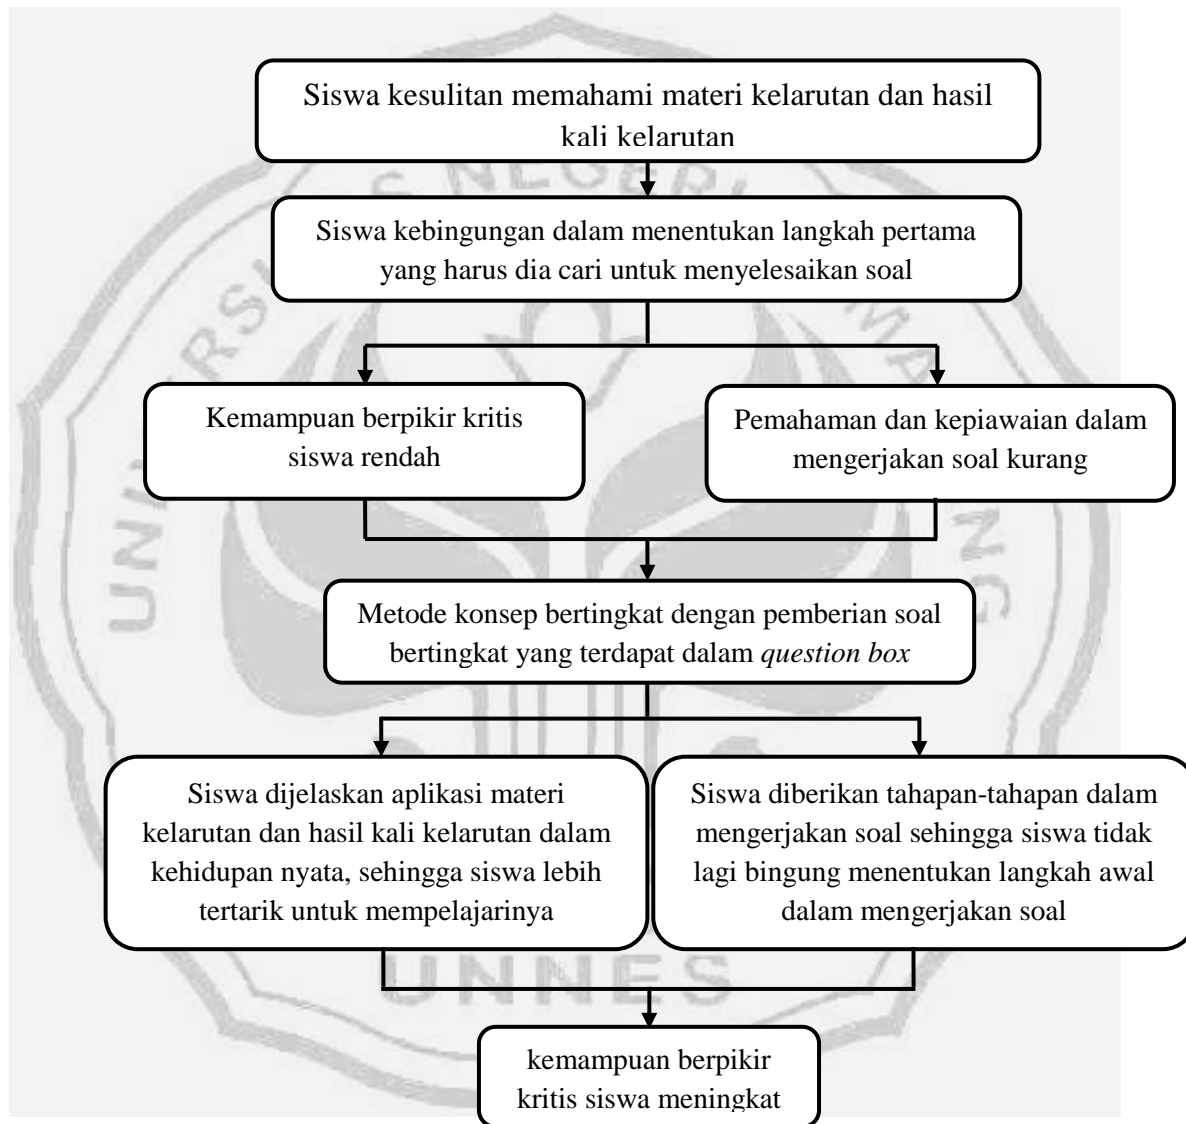 Siswa kesulitan memahami materi kelarutan dan hasil
kali kelarutan
Siswa kebingungan dalam menentukan langkah pertama
yang harus dia cari untuk menyelesaikan soal
Kemampuan berpikir kritis
siswa rendah
Pemahaman dan kepiawaian dalam
mengerjakan soal kurang
Metode konsep bertingkat dengan pemberian soal
bertingkat yang terdapat dalam question box
Siswa dijelaskan aplikasi materi
kelarutan dan hasil kali kelarutan dalam
kehidupan nyata, sehingga siswa lebih
tertarik untuk mempelajarinya
Siswa diberikan tahapan-tahapan dalam
mengerjakan soal sehingga siswa tidak
lagi bingung menentukan langkah awal
dalam mengerjakan soal
UNNES
kemampuan berpikir
kritis siswa meningkat